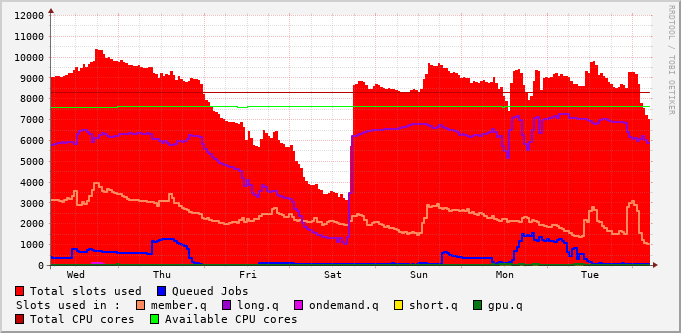 12000
11000
10000
9000
8000
7000
6000
5000
4000
3000
2000
1000
0
Wed Thu Fri Sat Sun Mon Tue
RRDTOOL / TOBI OETIKER
Total slots used Queued Jobs
Slots used in : member.q long.q ondemand.q short.q gpu.q
Total CPU cores Available CPU cores